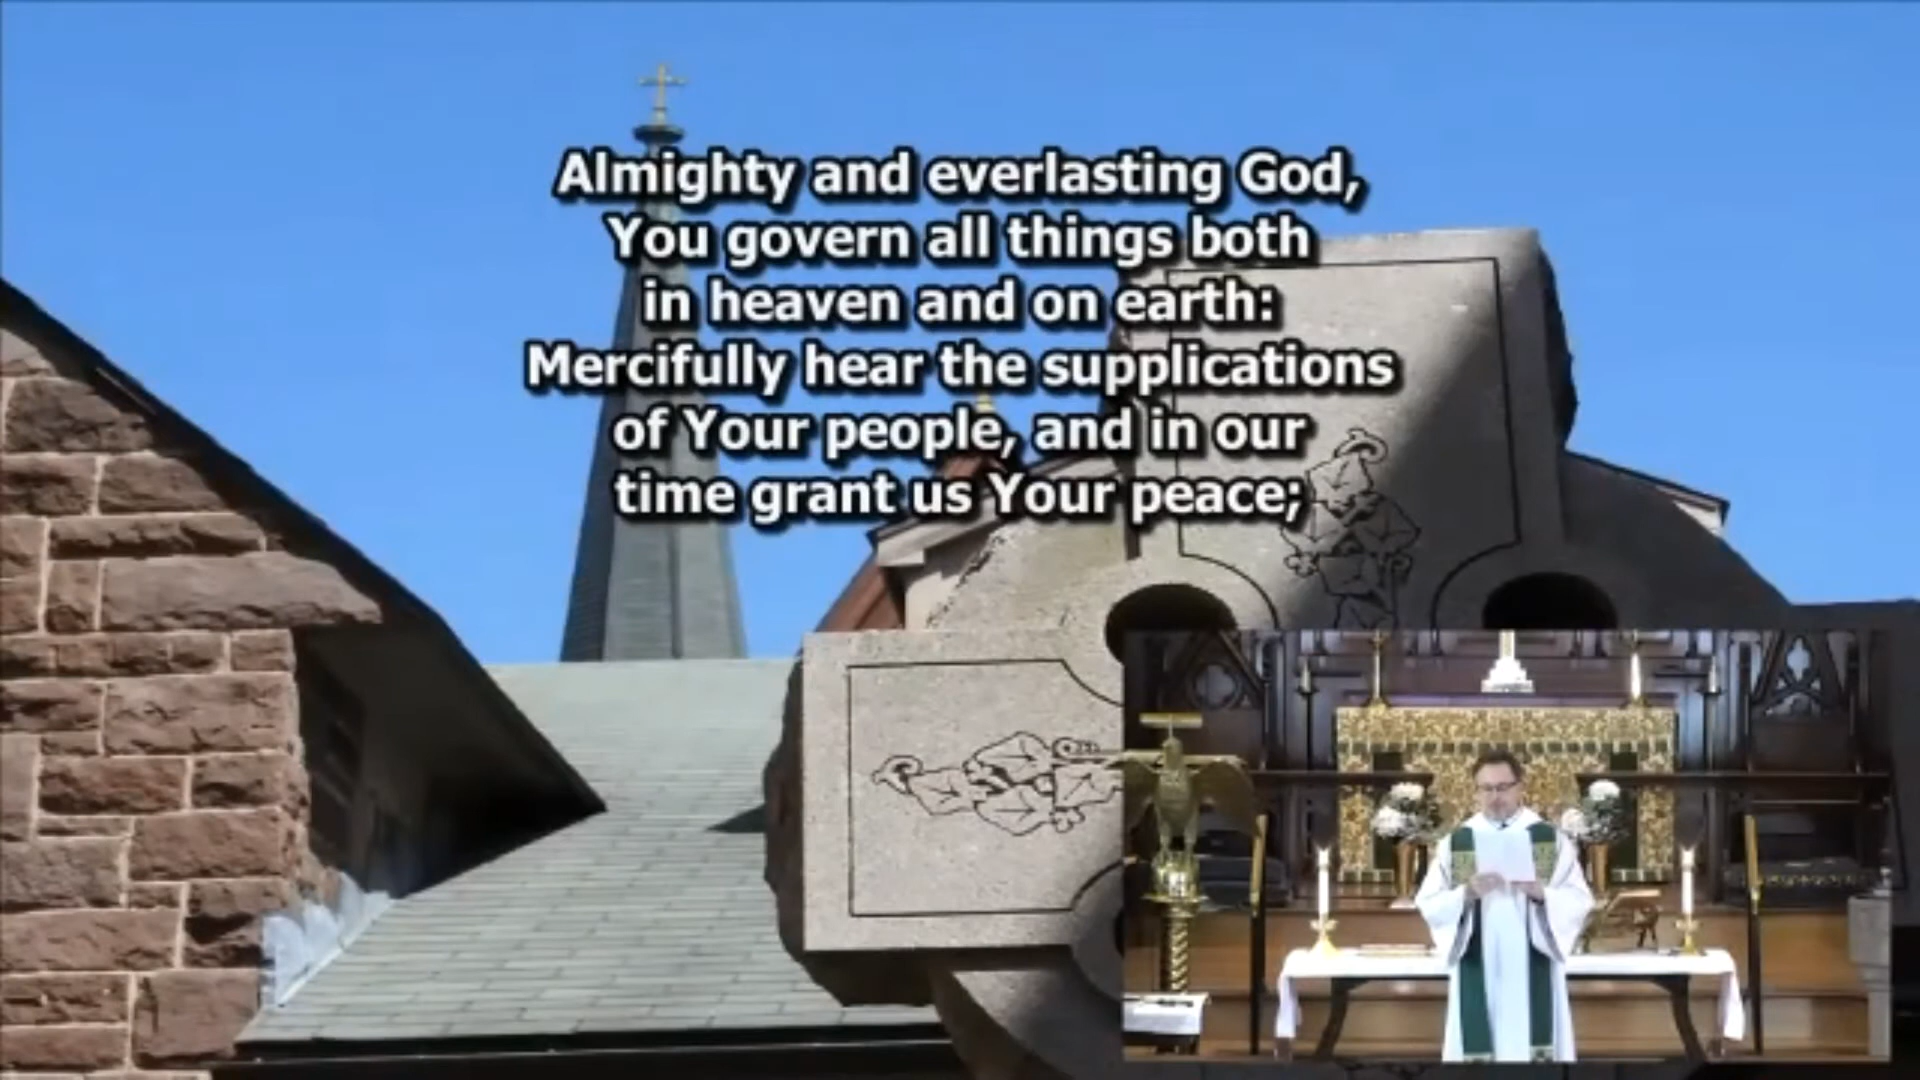 Almighty and everlasting God,
You govern all things both
in heaven and on earth:
Mercifully hear the supplications
of Your people, and in our
time grant us Your peace;